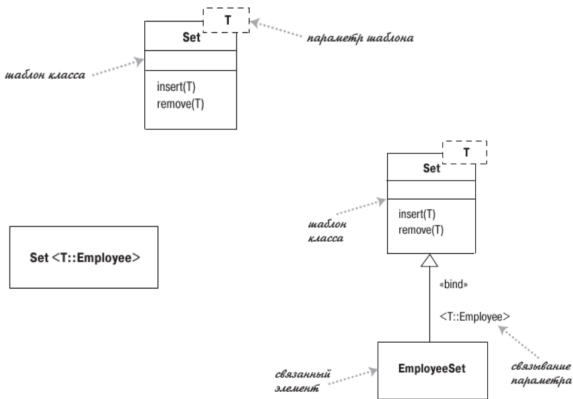 T
Set
параметр шаблона
шаблон класса
insert(T)
remove(T)
T
Set
insert(T)
remove(T)
шаблон
класса
Set <T::Employee>
«bind»
<T::Employee>
EmployeeSet
связанный
элемент
связывание
параметра